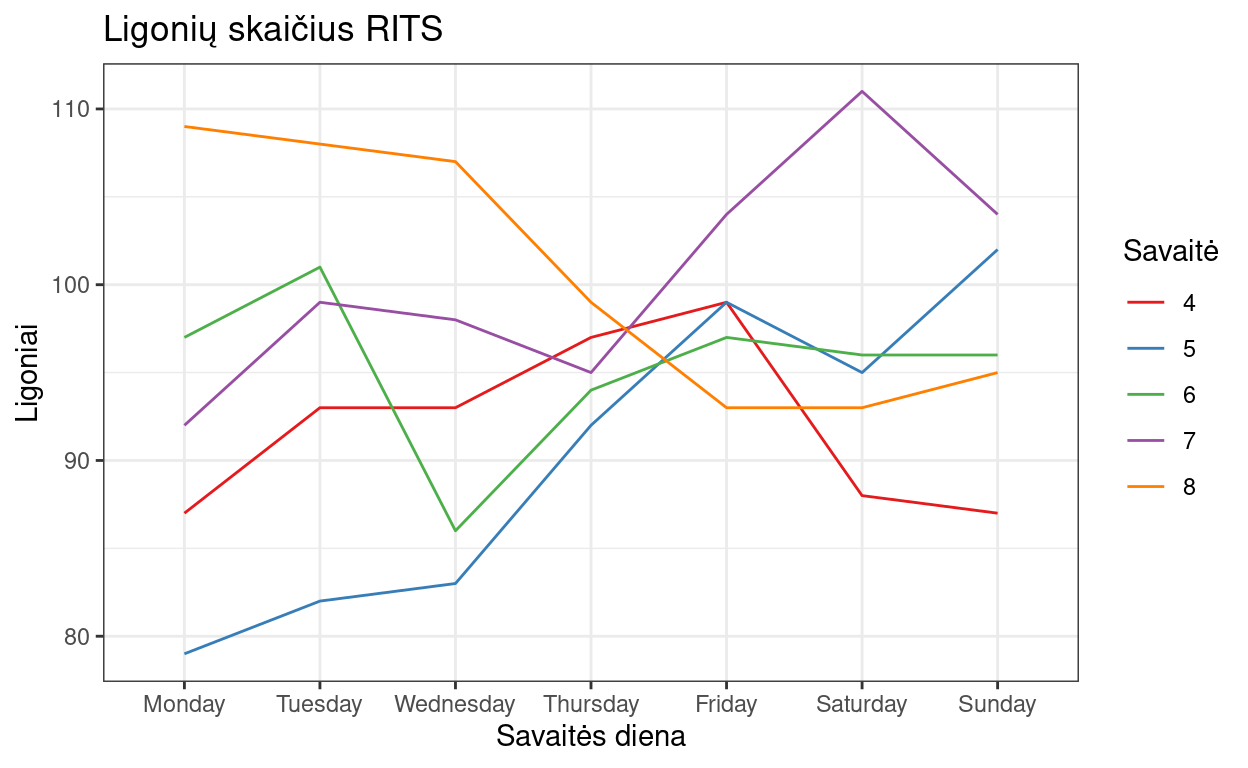 Ligonių skaičius RITS
110
100
90
80
Ligoniai
Monday Tuesday Wednesday Thursday Friday Saturday Sunday
Savaitės diena
Savaitė
4
5
6
7
8